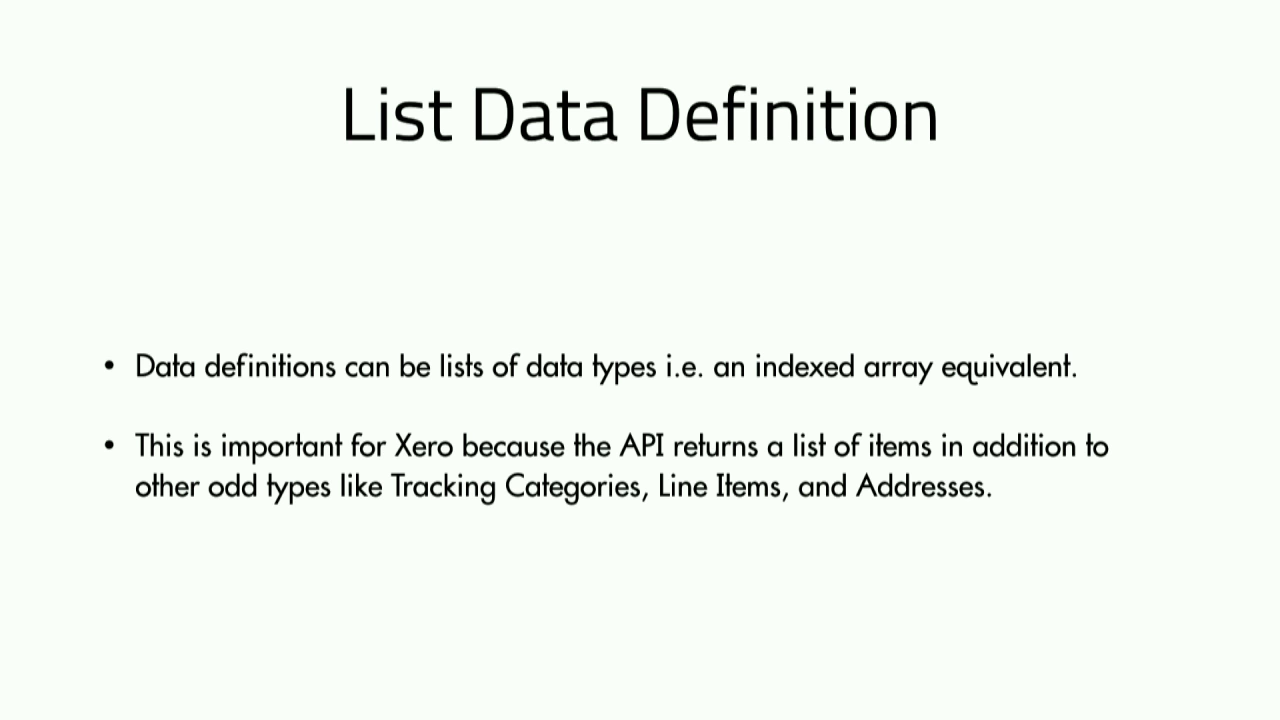 List Data Definition
• Data definitions can be lists of data types i.e. an indexed array equivalent.
• This is important for Xero because the API returns a list of items in addition to
other odd types like Tracking Categories, Line Items, and Addresses.